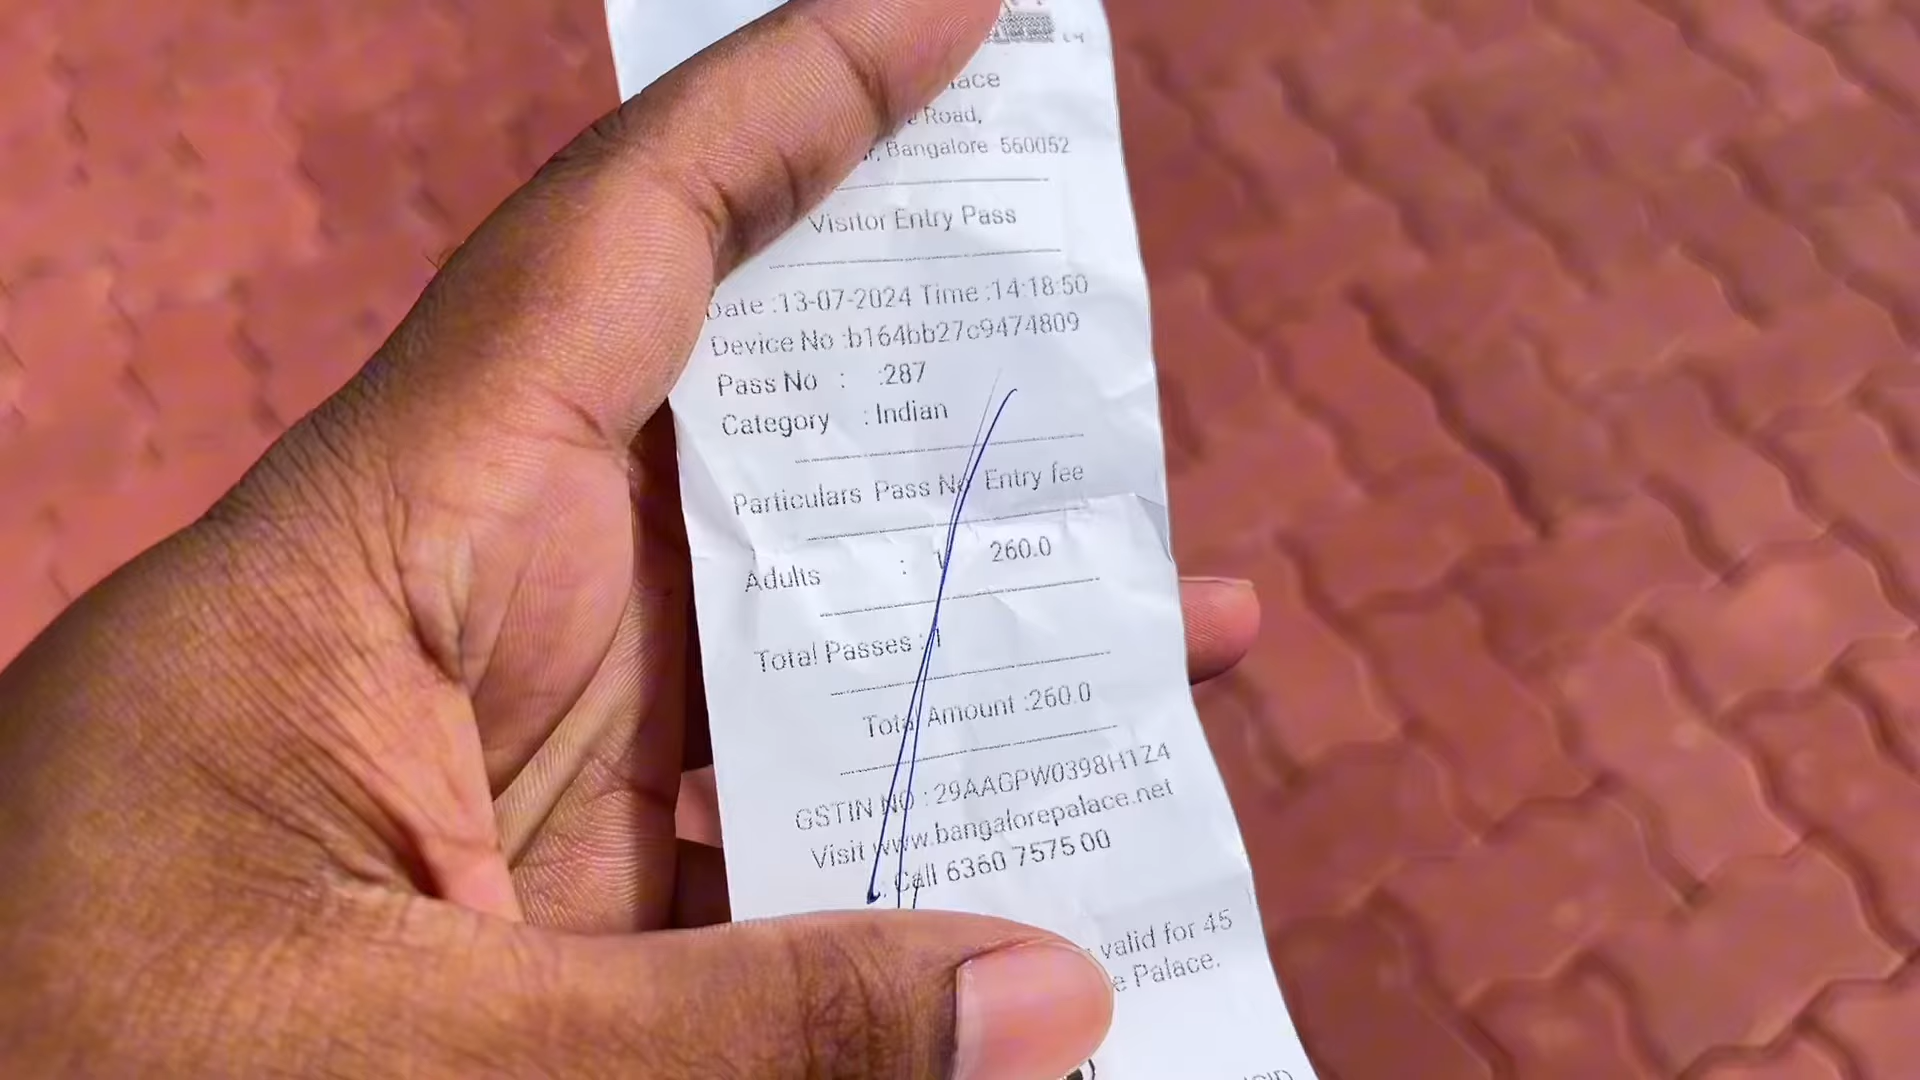 Road,
Bangalore 560052
Visitor Entry Pass
Date :13-07-2024 Time :14:18:50
Device No :b164bb27c9474809
Pass No : :287
Category : Indian
Particulars Pass No Entry fee
Adults : 1 260.0
Total Passes : 1
Total Amount :260.0
GSTIN NO : 29AAGPW0398H1Z4
Visit www.bangalorepalace.net
Call 6360 7575 00
valid for 45
Palace.